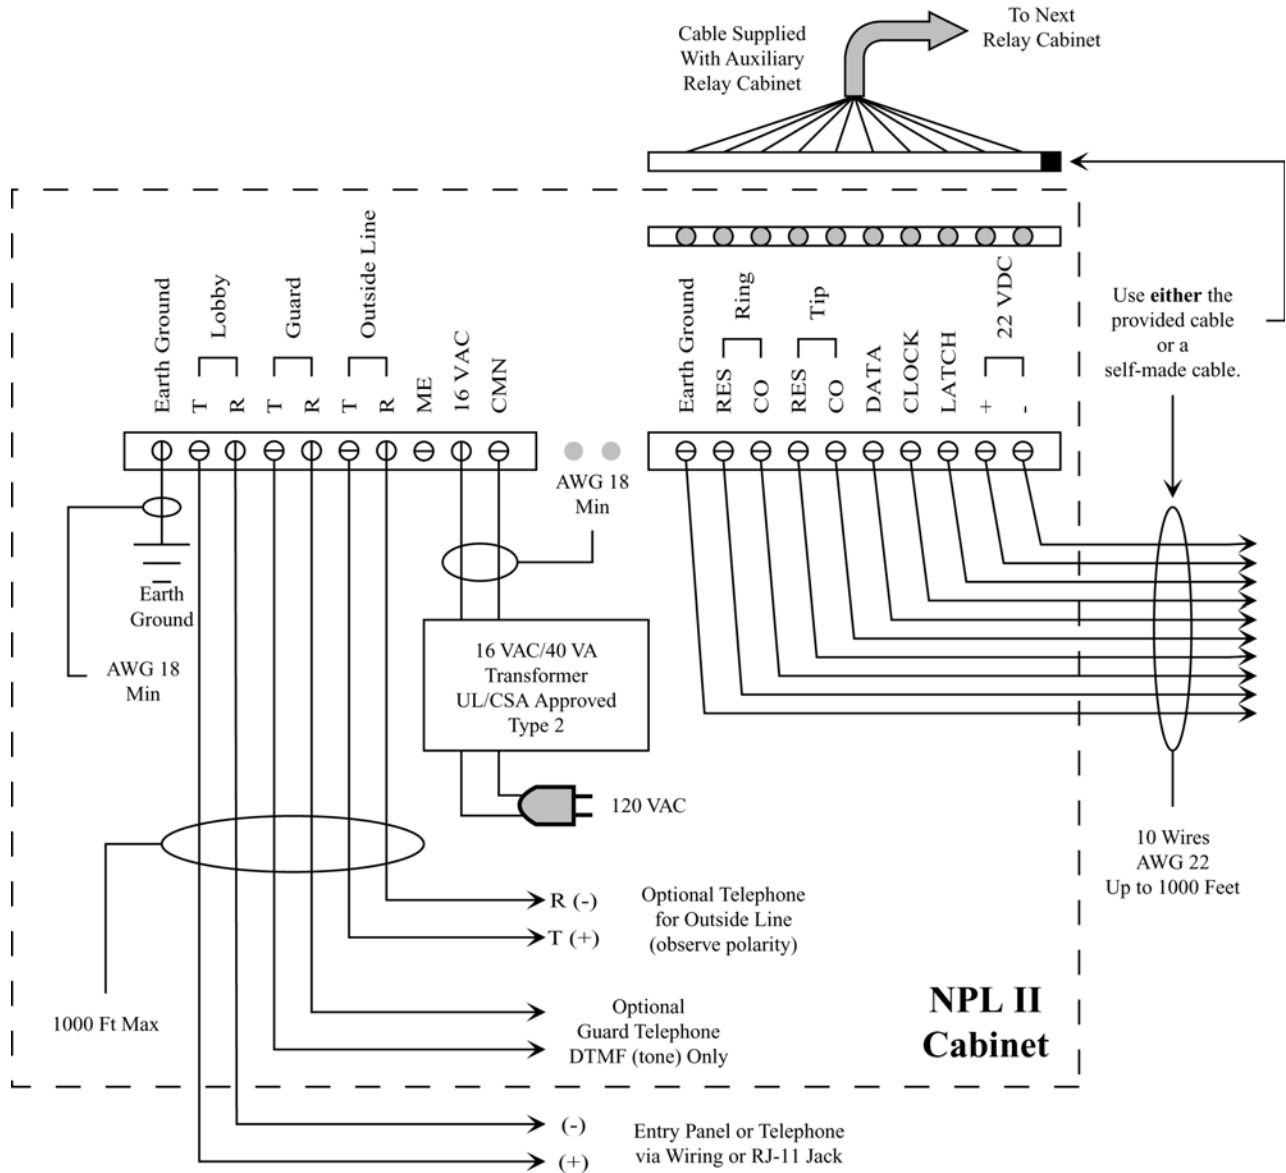 To Next
Relay Cabinet
Cable Supplied
With Auxiliary
Relay Cabinet
Earth Ground
Lobby
T
R
Guard
T
R
Outside Line
T
R
ME
16 VAC
CMN
Earth Ground
Ring
RES
CO
Tip
RES
CO
DATA
CLOCK
LATCH
22 VDC
+
-
Use either the
provided cable
or a
self-made cable.
AWG 18
Min
Earth
Ground
AWG 18
Min
16 VAC/40 VA
Transformer
UL/CSA Approved
Type 2
120 VAC
10 Wires
AWG 22
Up to 1000 Feet
R (-)
T (+)
Optional Telephone
for Outside Line
(observe polarity)
1000 Ft Max
Optional
Guard Telephone
DTMF (tone) Only
NPL II
Cabinet
(-)
(+)
Entry Panel or Telephone
via Wiring or RJ-11 Jack